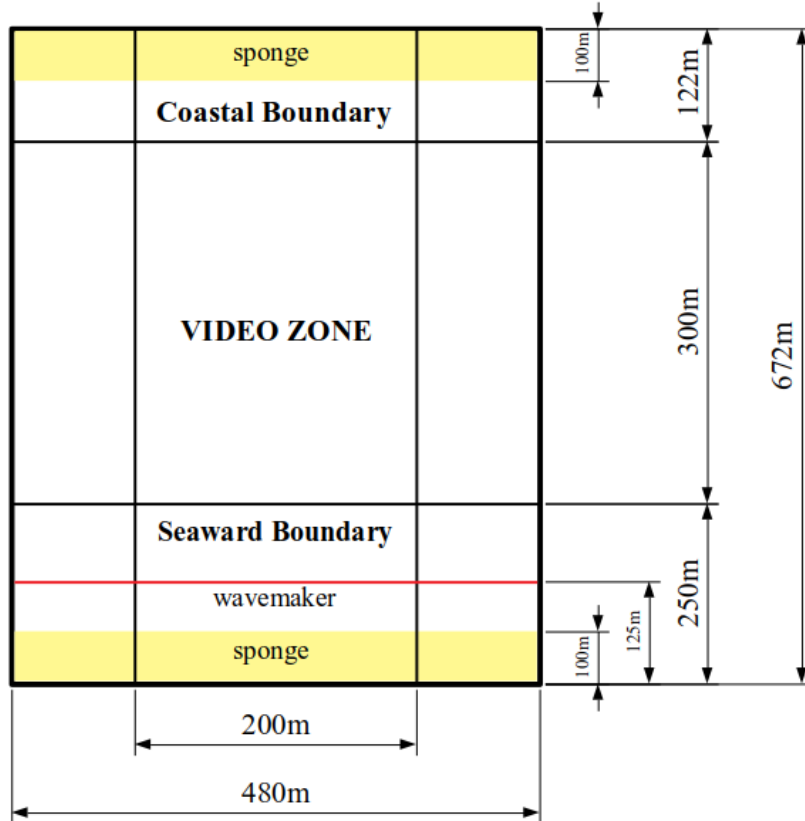 sponge
100m
122m
Coastal Boundary
VIDEO ZONE
300m
672m
Seaward Boundary
wavemaker
250m
125m
sponge
100m
200m
480m